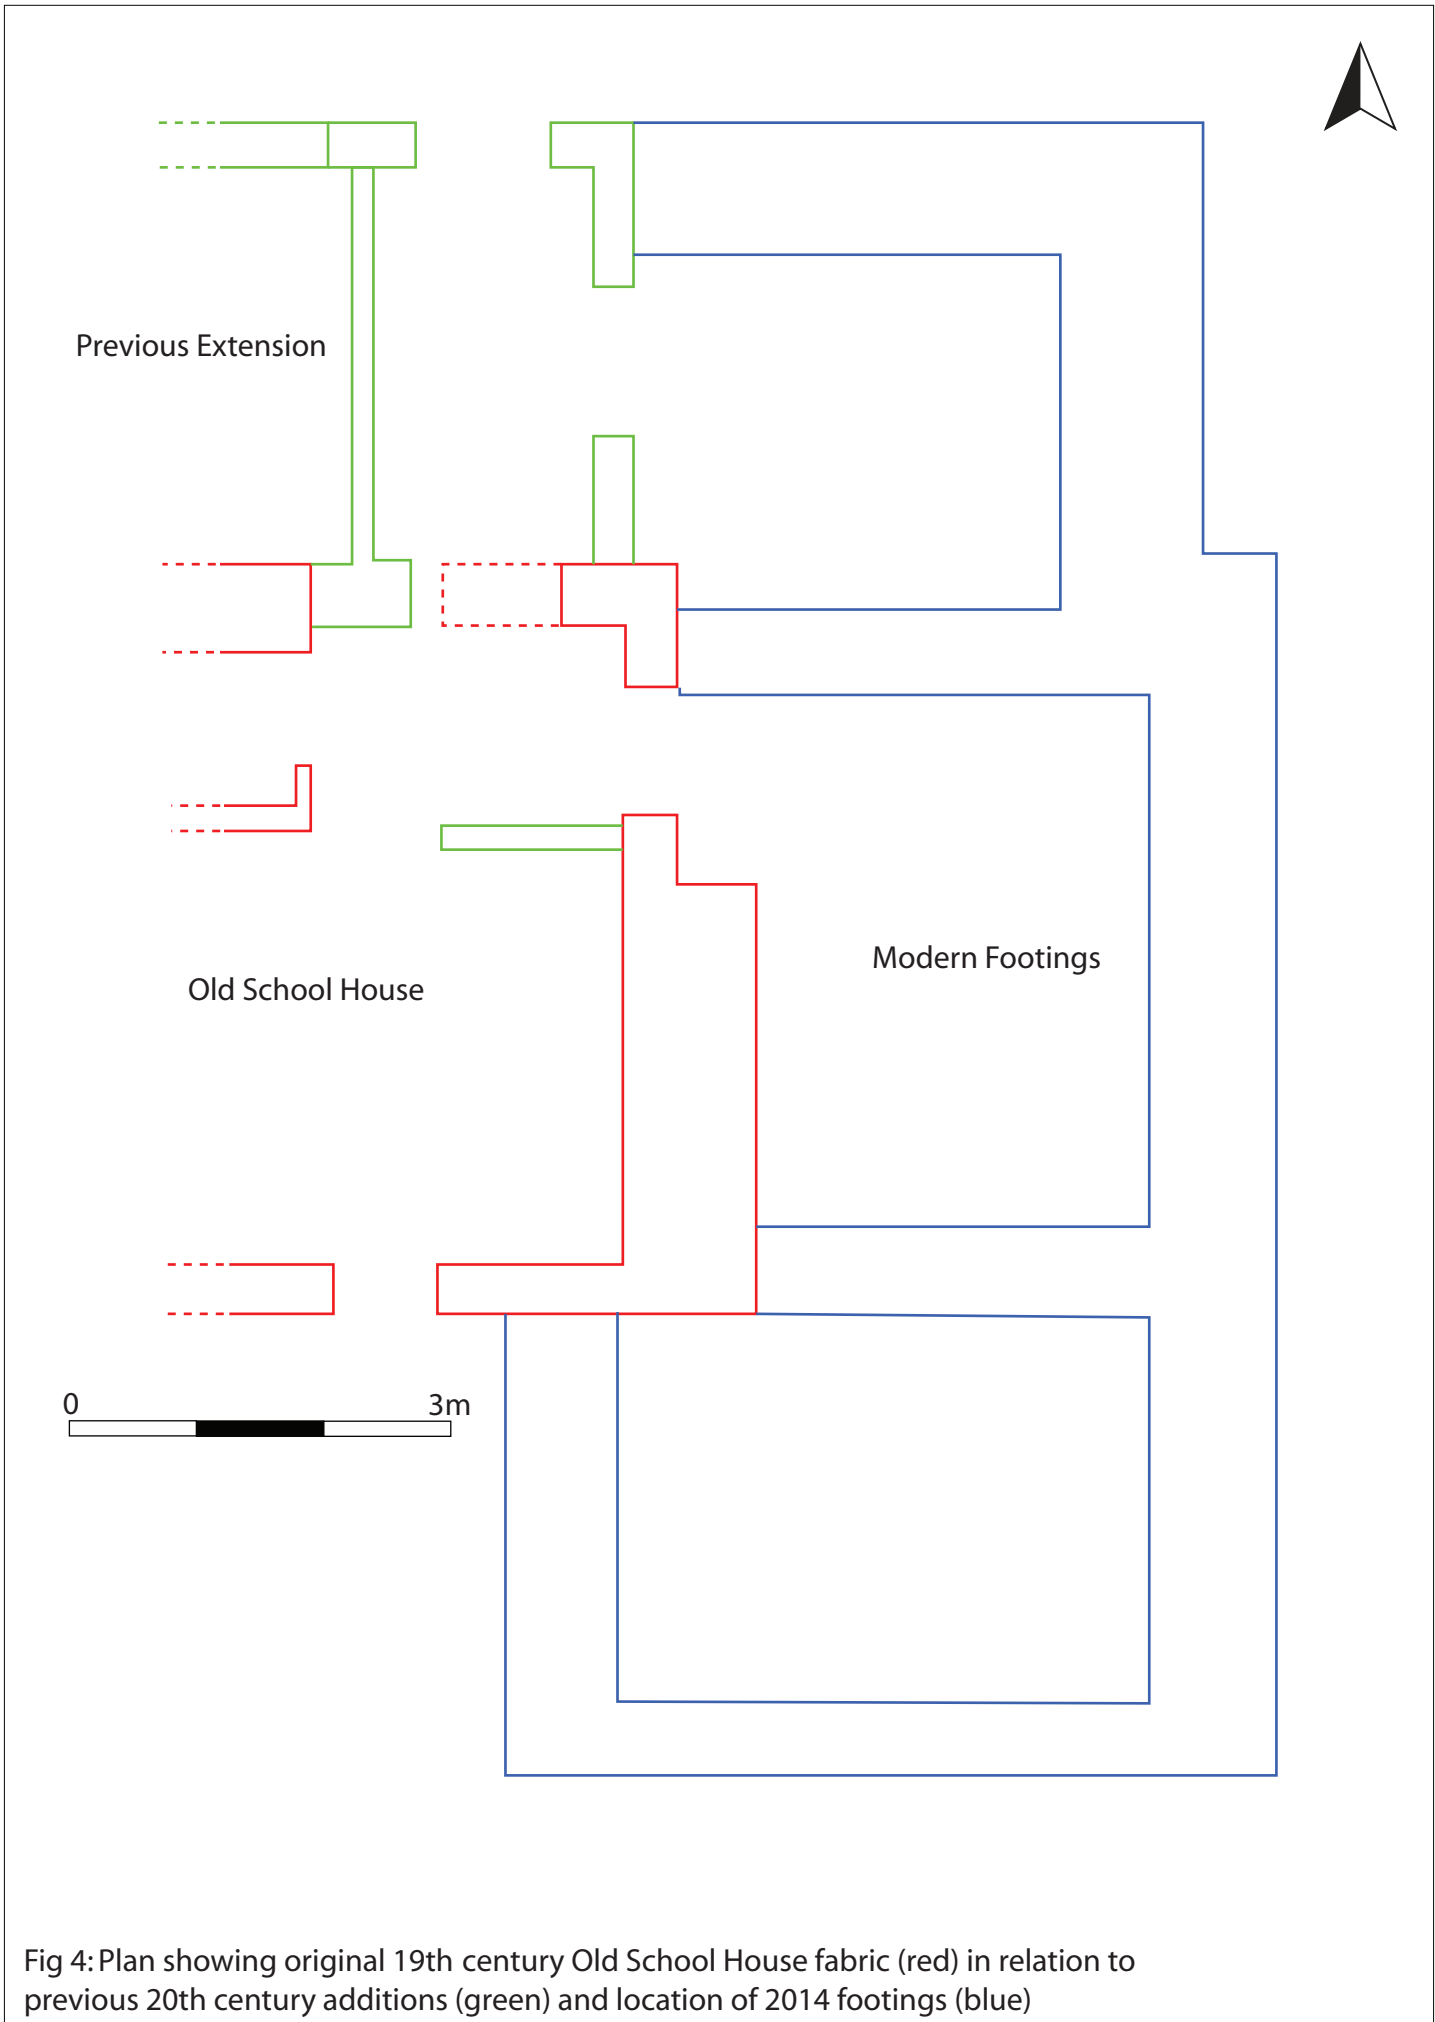 Previous Extension
Modern Footings
Old School House
0 3m
Fig 4: Plan showing original 19th century Old School House fabric (red) in relation to
previous 20th century additions (green) and location of 2014 footings (blue)